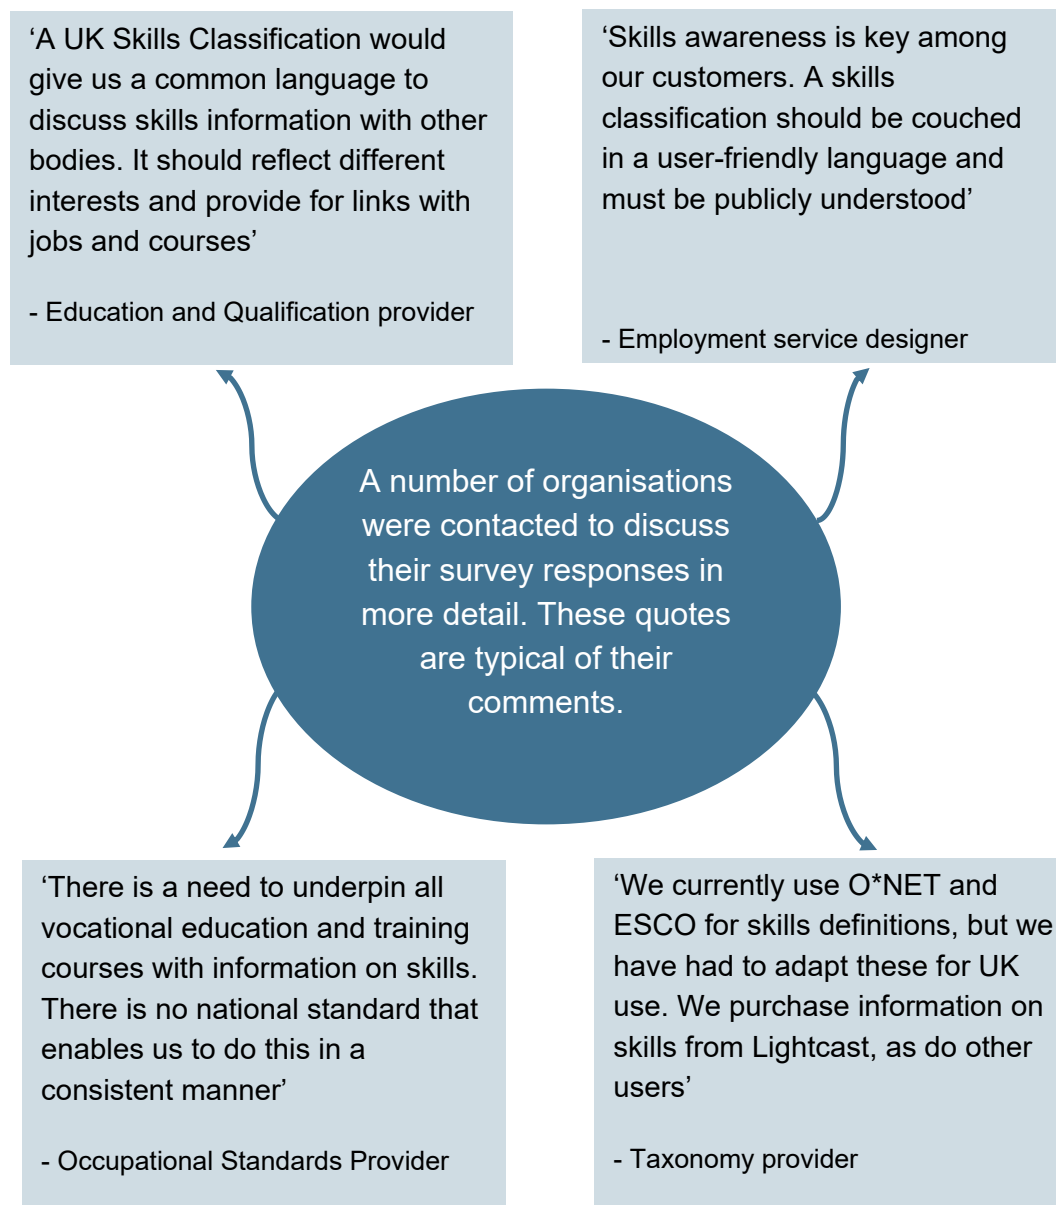 ‘A UK Skills Classification would
give us a common language to
discuss skills information with other
bodies. It should reflect different
interests and provide for links with
jobs and courses’
- Education and Qualification provider
‘Skills awareness is key among
our customers. A skills
classification should be couched
in a user-friendly language and
must be publicly understood’
- Employment service designer
A number of organisations
were contacted to discuss
their survey responses in
more detail. These quotes
are typical of their
comments.
‘There is a need to underpin all
vocational education and training
courses with information on skills.
There is no national standard that
enables us to do this in a
consistent manner’
- Occupational Standards Provider
‘We currently use O*NET and
ESCO for skills definitions, but we
have had to adapt these for UK
use. We purchase information on
skills from Lightcast, as do other
users’
- Taxonomy provider